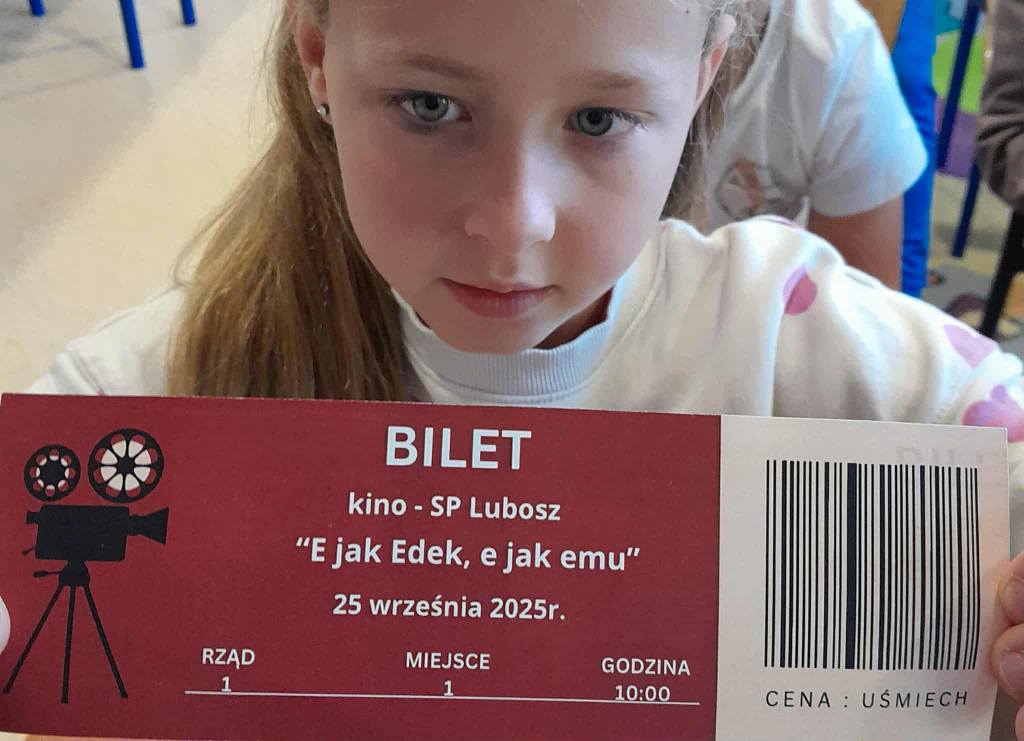 BILET
kino - SP Lubosz
“E jak Edek, e jak emu”
25 września 2025r.
RZĄD MIEJSCE GODZINA
1 1 10:00
CENA : UŚMIECH